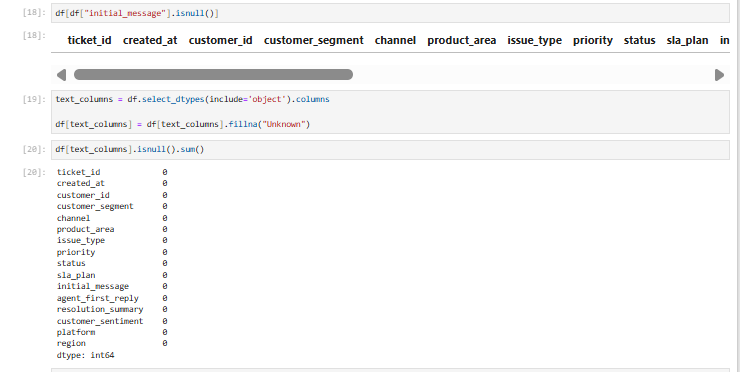 [18]: df[df["initial_message"].isnull()]
[18]: ticket_id created_at customer_id customer_segment channel product_area issue_type priority status sla_plan in
[19]: text_columns = df.select_dtypes(include='object').columns
df[text_columns] = df[text_columns].fillna("Unknown")
[20]: df[text_columns].isnull().sum()
[20]: ticket_id 0
created_at 0
customer_id 0
customer_segment 0
channel 0
product_area 0
issue_type 0
priority 0
status 0
sla_plan 0
initial_message 0
agent_first_reply 0
resolution_summary 0
customer_sentiment 0
platform 0
region 0
dtype: int64